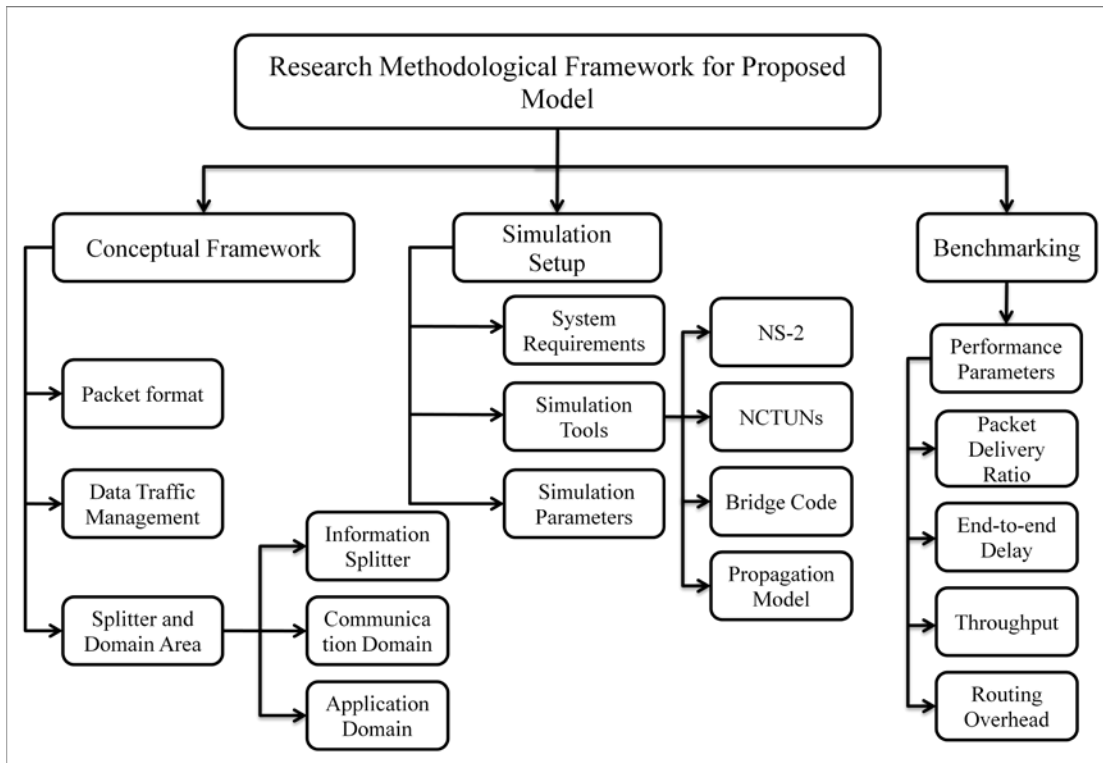 Research Methodological Framework for Proposed
Model
Conceptual Framework
Simulation
Setup
Benchmarking
Packet format
Data Traffic
Management
Splitter and
Domain Area
Information
Splitter
Communica
tion Domain
Application
Domain
System
Requirements
Simulation
Tools
Simulation
Parameters
NS-2
NCTUNs
Bridge Code
Propagation
Model
Performance
Parameters
Packet
Delivery
Ratio
End-to-end
Delay
Throughput
Routing
Overhead